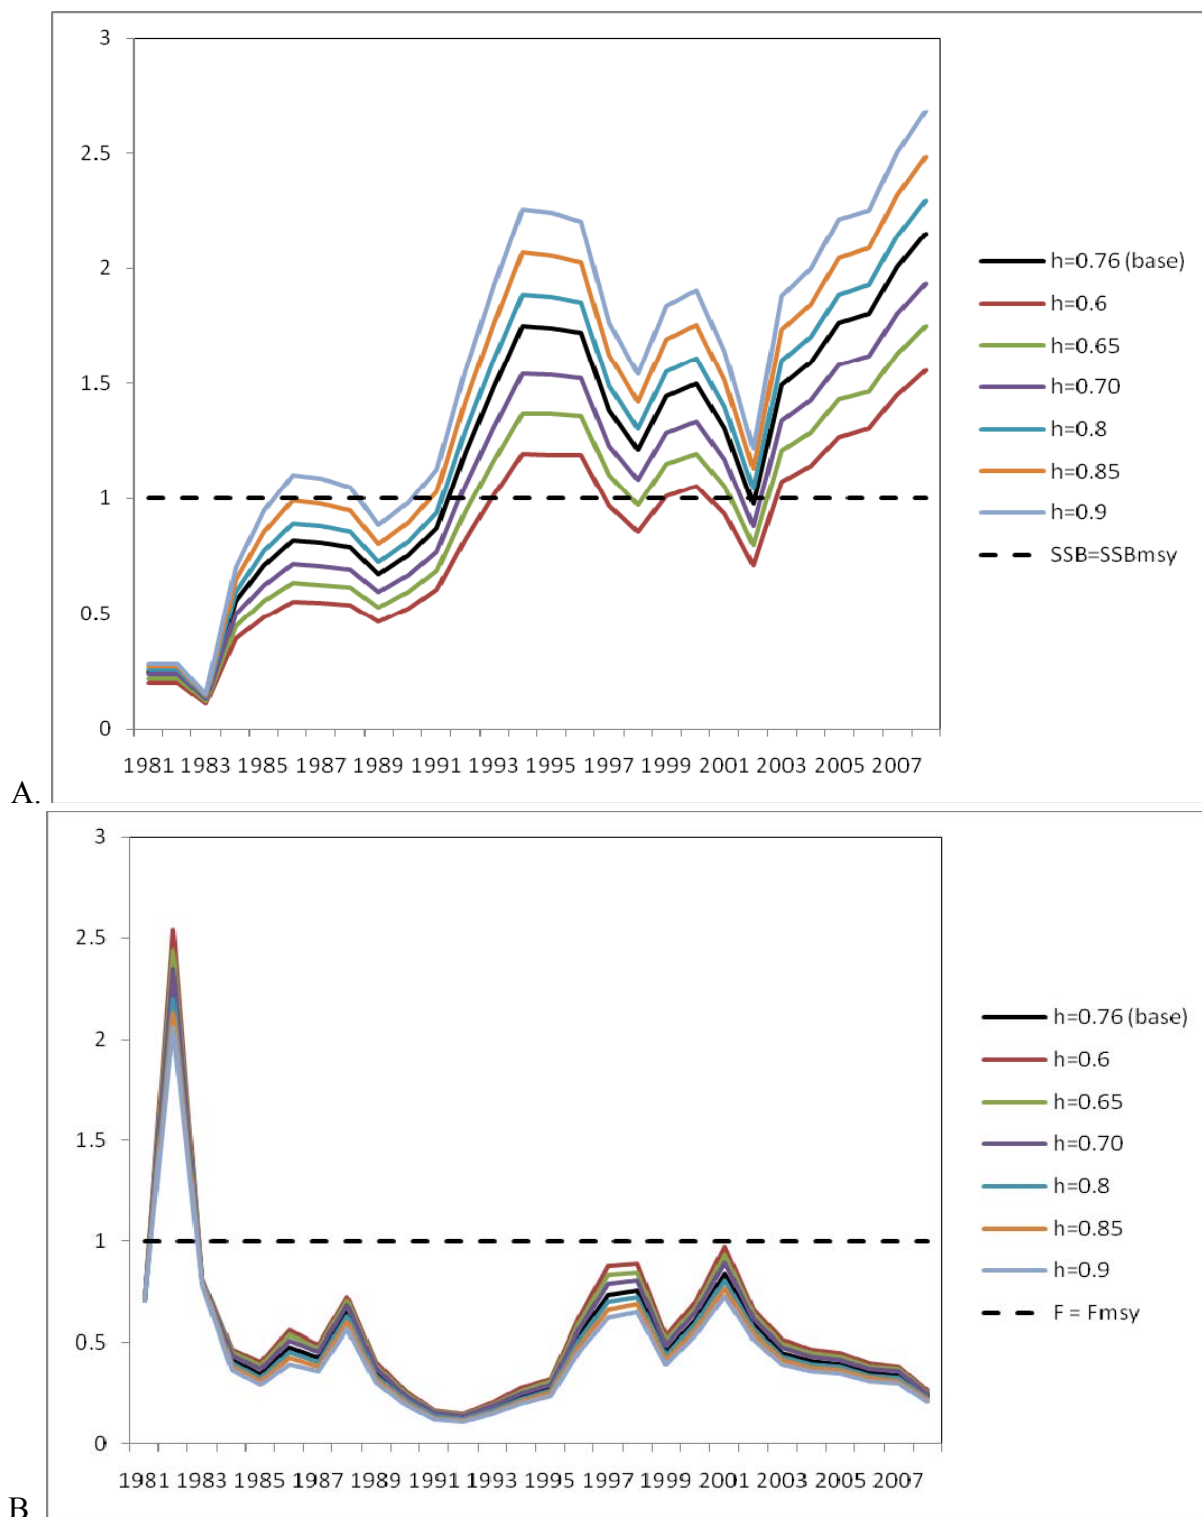 3
2.5
2
1.5
1
0.5
0
1981 1983 1985 1987 1989 1991 1993 1995 1997 1999 2001 2003 2005 2007
h=0.76 (base)
h=0.6
h=0.65
h=0.70
h=0.8
h=0.85
h=0.9
SSB=SSBmsy
A.
3
2.5
2
1.5
1
0.5
0
1981 1983 1985 1987 1989 1991 1993 1995 1997 1999 2001 2003 2005 2007
h=0.76 (base)
h=0.6
h=0.65
h=0.70
h=0.8
h=0.85
h=0.9
F = Fmsy
B